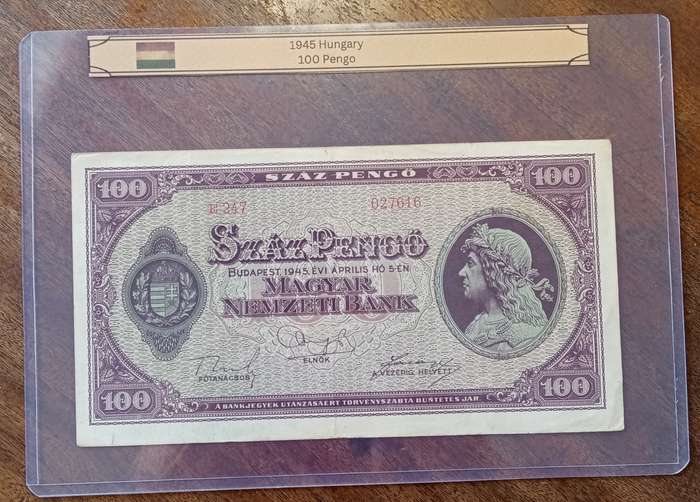 1945 Hungary
100 Pengo
SZÁZ PENGŐ
100 100
247 027616
SZÁZ PENGŐ
BUDAPEST 1945. ÉVI ÁPRILIS HÓ 5-ÉN
MAGYAR
NEMZETI BANK
ELNÖK
FŐTANÁCSOS A VEZÉRIG. HELYETT
100 100
A BANKJEGYEK UTÁNZÁSÁÉRT TÖRVÉNYSZABTA BÜNTETÉS JÁR